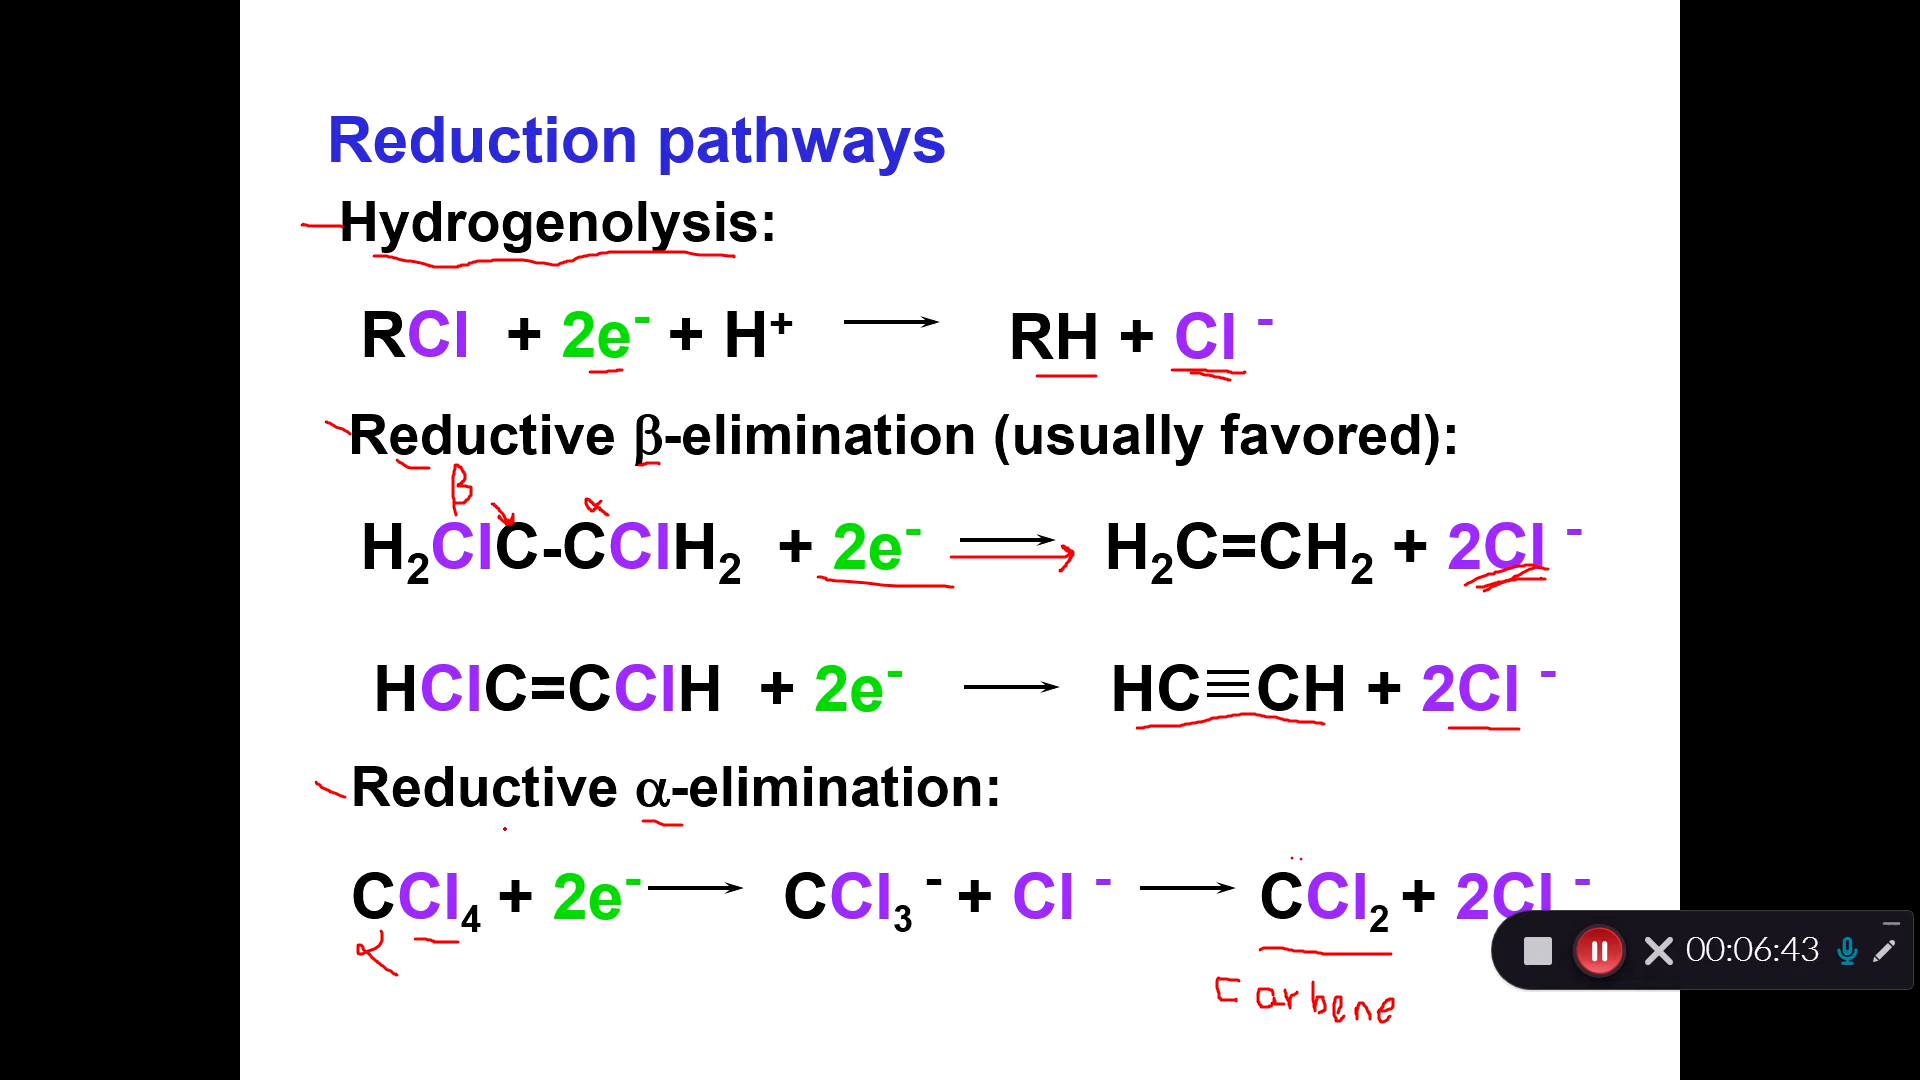 Reduction pathways
Hydrogenolysis:
RCl + 2e⁻ + H⁺ ⟶ RH + Cl⁻
Reductive β-elimination (usually favored):
β α
H₂ClC-CClH₂ + 2e⁻ ⟶ H₂C=CH₂ + 2Cl⁻
HClC=CClH + 2e⁻ ⟶ HC≡CH + 2Cl⁻
Reductive α-elimination:
CCl₄ + 2e⁻ ⟶ CCl₃⁻ + Cl⁻ ⟶ CCl₂ + 2Cl⁻
α
00:06:43
Carbene